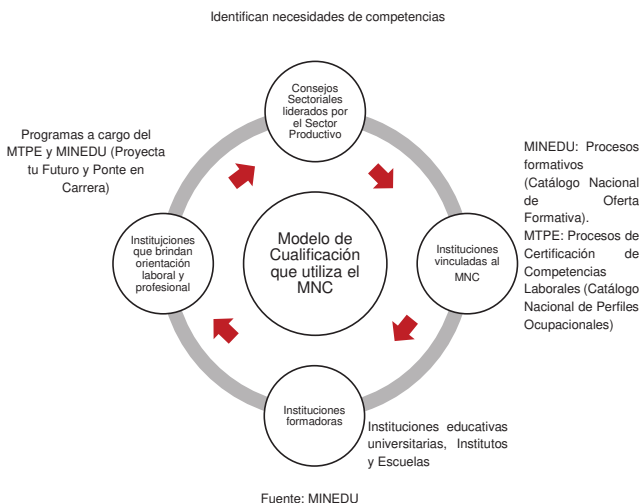 Identifican necesidades de competencias
Consejos
Sectoriales
liderados por
el Sector
Productivo
Programas a cargo del
MTPE y MINEDU (Proyecta
tu Futuro y Ponte en
Carrera)
MINEDU: Procesos
formativos
(Catálogo Nacional
de Oferta
Formativa).
MTPE: Procesos de
Certificación de
Competencias
Laborales (Catálogo
Nacional de Perfiles
Ocupacionales)
Institujciones
que brindan
orientación
laboral y
profesional
Modelo de
Cualificación
que utiliza el
MNC
Instituciones
vinculadas al
MNC
Instituciones
formadoras
Instituciones educativas
universitarias, Institutos
y Escuelas
Fuente: MINEDU